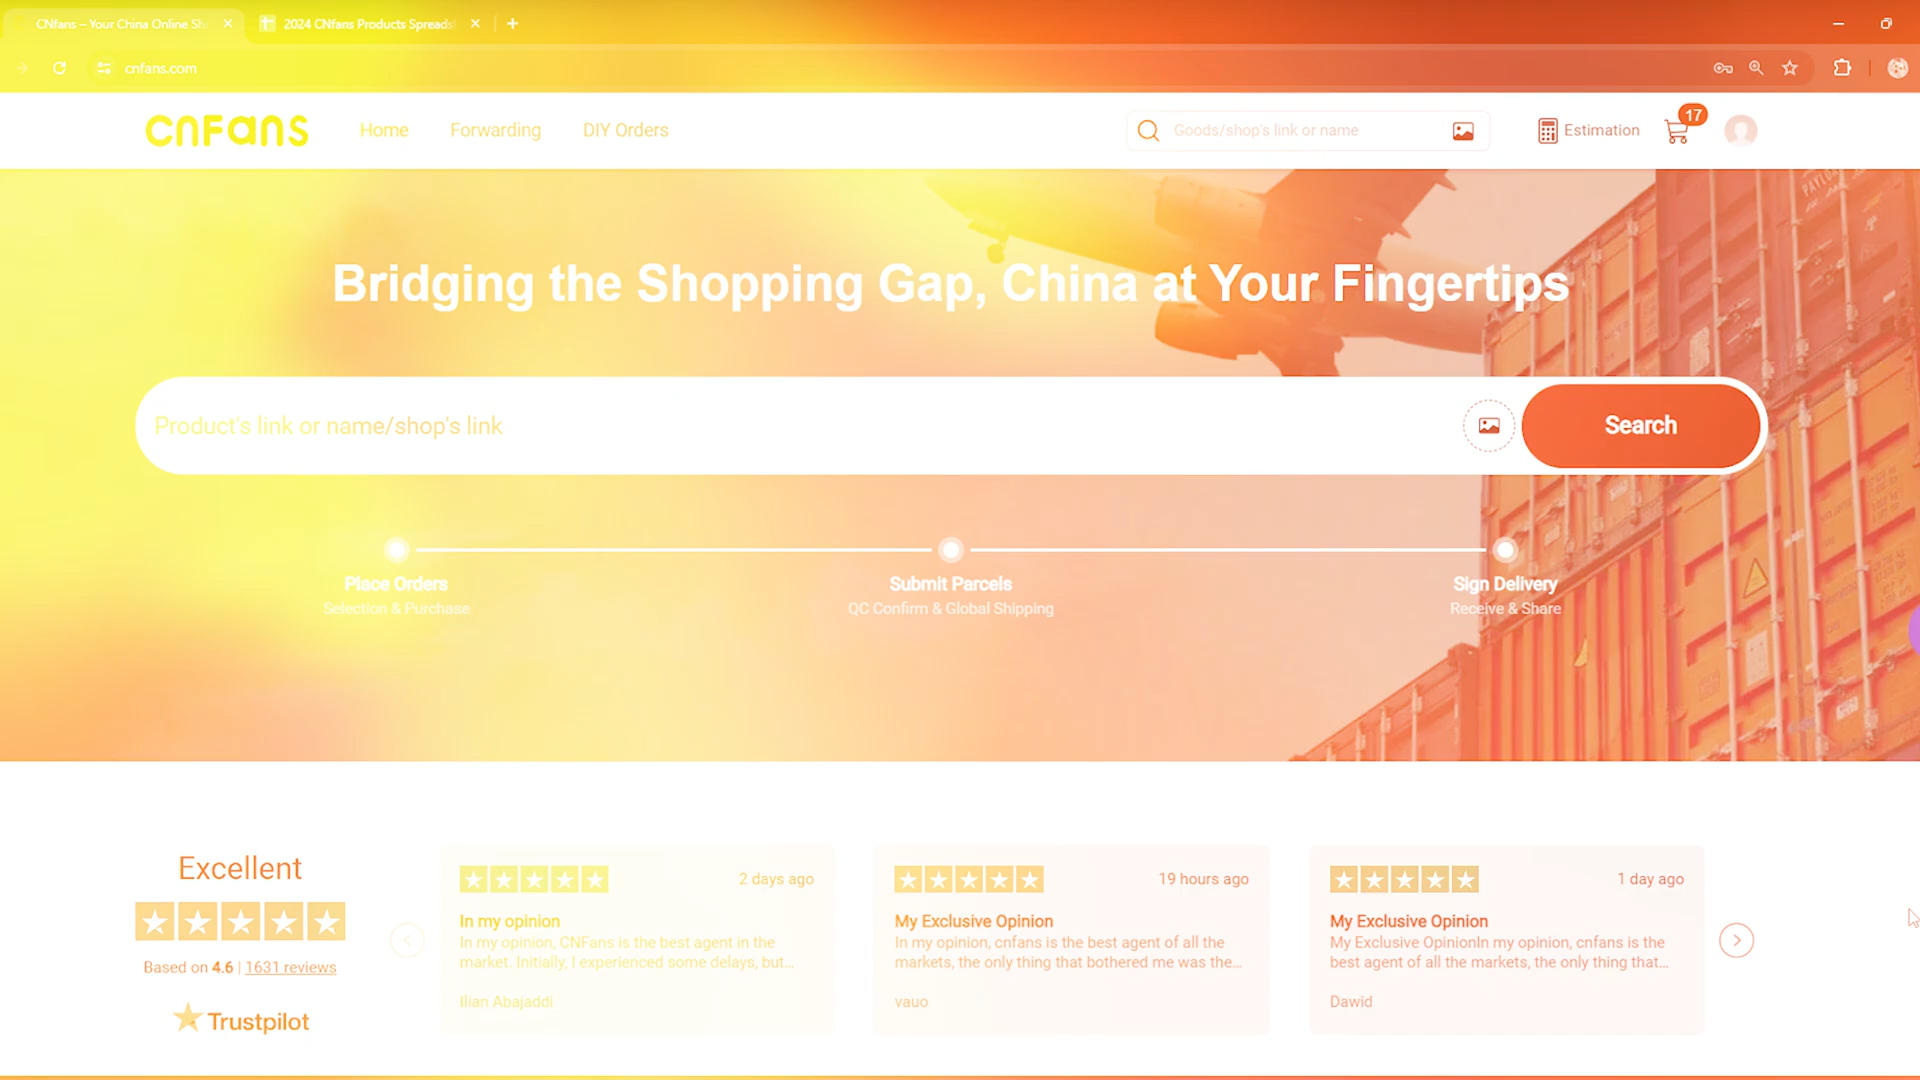 CNfans – Your China Online Sh
2024 CNfans Products Spreads
cnfans.com
CNFans
Home
Forwarding
DIY Orders
Goods/shop's link or name
Estimation
17
PAYLOAD
Bridging the Shopping Gap, China at Your Fingertips
Product's link or name/shop's link
Search
Place Orders
Submit Parcels
Sign Delivery
Selection & Purchase
QC Confirm & Global Shipping
Receive & Share
Excellent
Based on 4.6 | 1631 reviews
Trustpilot
2 days ago
In my opinion
In my opinion, CNFans is the best agent in the
market. Initially, I experienced some delays, but...
Ilian Abajaddi
19 hours ago
My Exclusive Opinion
In my opinion, cnfans is the best agent of all the
markets, the only thing that bothered me was the...
vauo
1 day ago
My Exclusive Opinion
My Exclusive OpinionIn my opinion, cnfans is the
best agent of all the markets, the only thing that...
Dawid